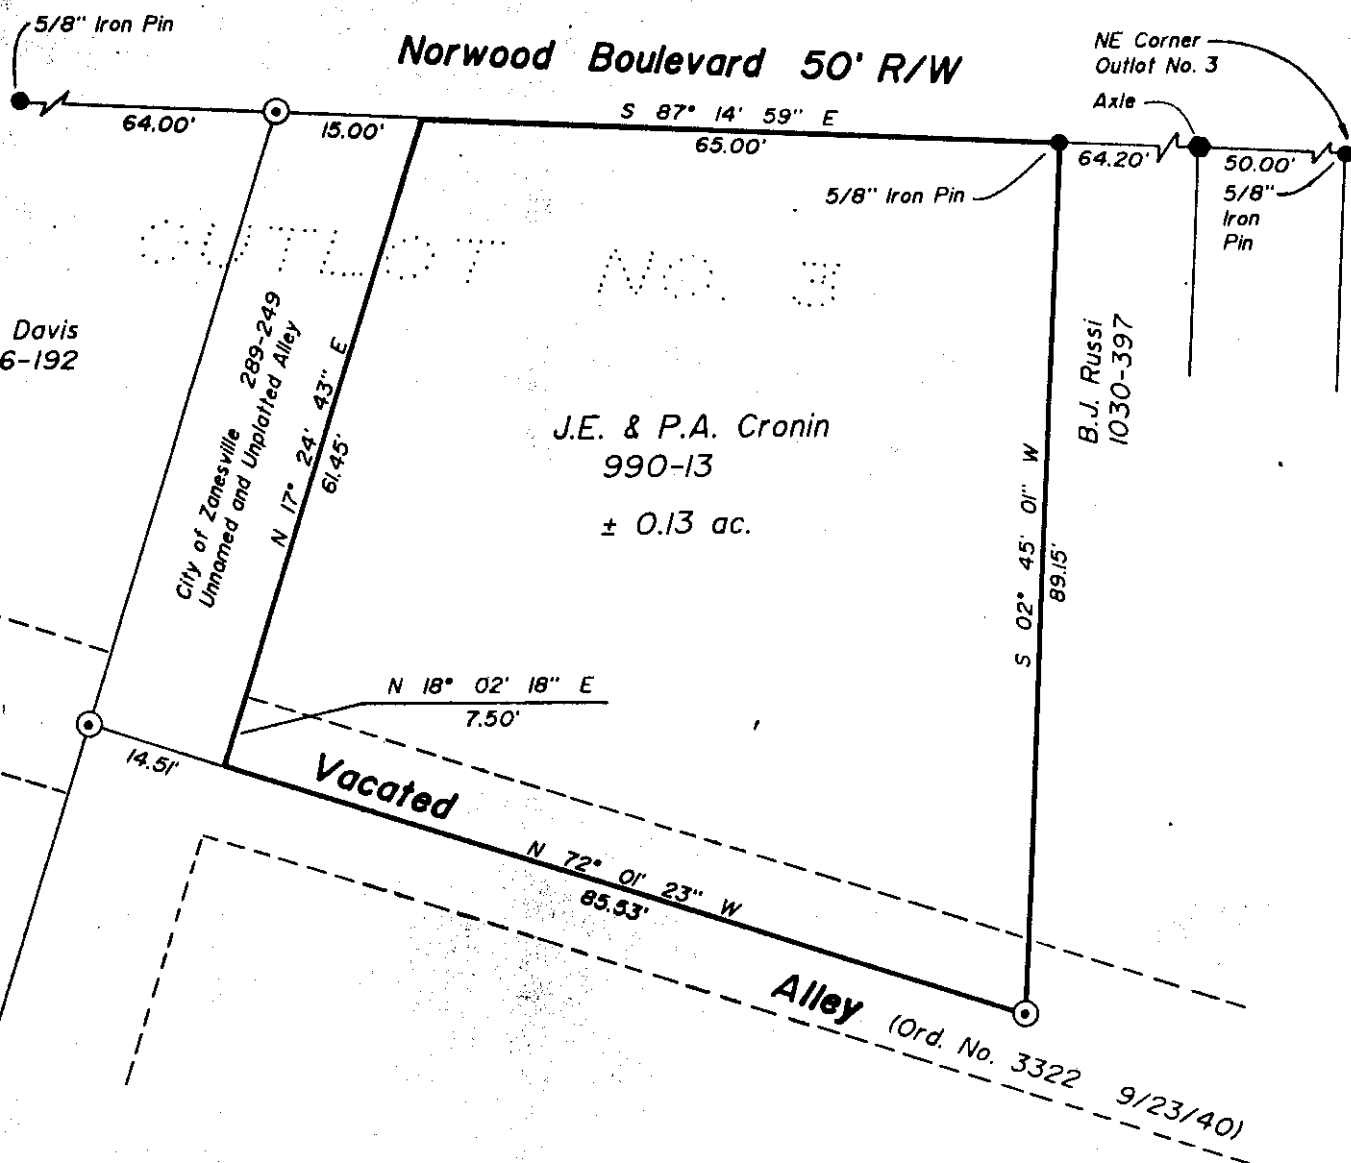 5/8" Iron Pin
Norwood Boulevard 50' R/W
NE Corner
Outlot No. 3
Axle
64.00'
15.00'
S 87° 14' 59" E
65.00'
64.20'
50.00'
5/8" Iron Pin
5/8"
Iron
Pin
OUTLOT NO. 3
Davis
6-192
City of Zanesville 289-249
Unnamed and Unplatted Alley
N 17° 24' 43" E
61.45'
J.E. & P.A. Cronin
990-13
± 0.13 ac.
B.J. Russi
1030-397
S 02° 45' 01" W
89.15'
N 18° 02' 18" E
7.50'
14.51'
Vacated
N 72° 01' 23" W
85.53'
Alley (Ord. No. 3322 9/23/40)